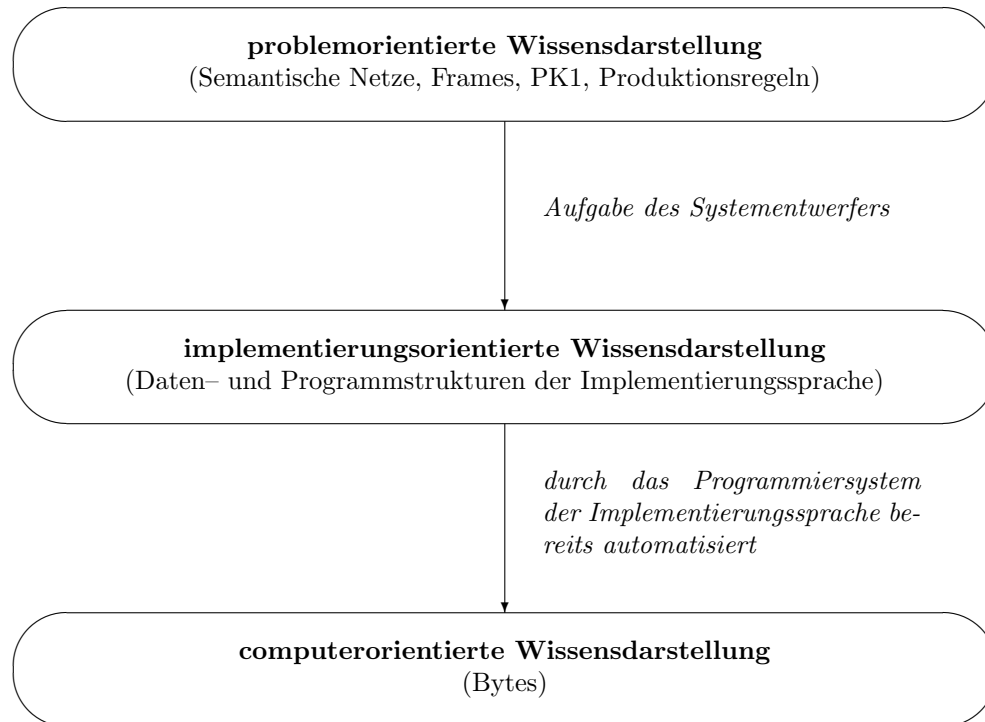 problemorientierte Wissensdarstellung
(Semantische Netze, Frames, PK1, Produktionsregeln)
Aufgabe des Systementwerfers
implementierungsorientierte Wissensdarstellung
(Daten– und Programmstrukturen der Implementierungssprache)
durch das Programmiersystem
der Implementierungssprache be-
reits automatisiert
computerorientierte Wissensdarstellung
(Bytes)